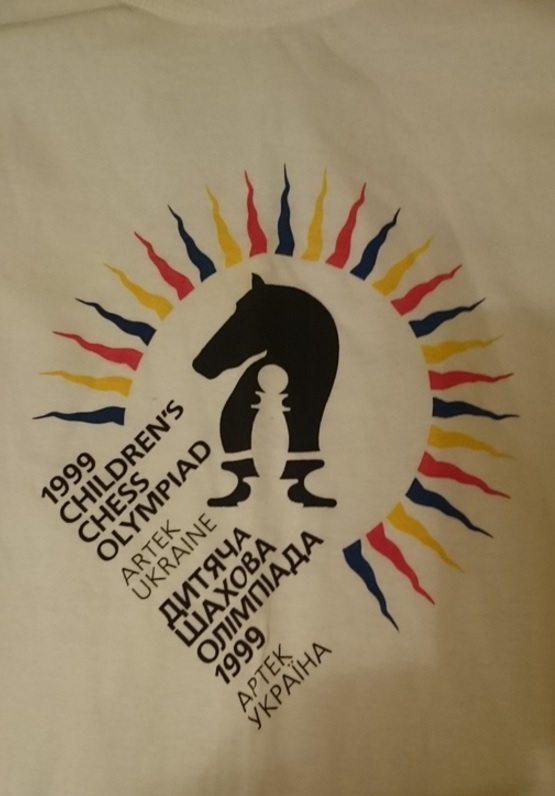 1999
CHILDREN'S
CHESS
OLYMPIAD
ARTEK
UKRAINE
ДИТЯЧА
ШАХОВА
ОЛІМПІАДА
1999
АРТЕК
УКРАЇНА